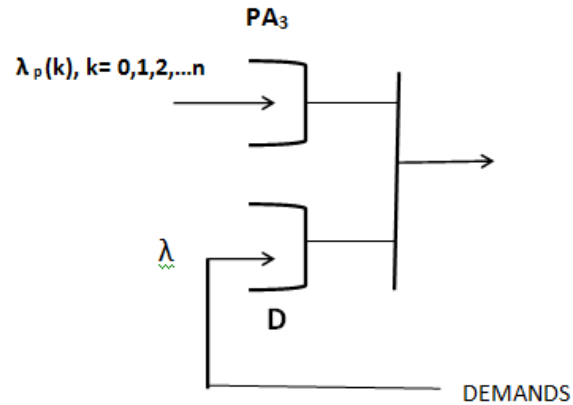 PA₃
λ p(k), k= 0,1,2,...n
λ
D
DEMANDS